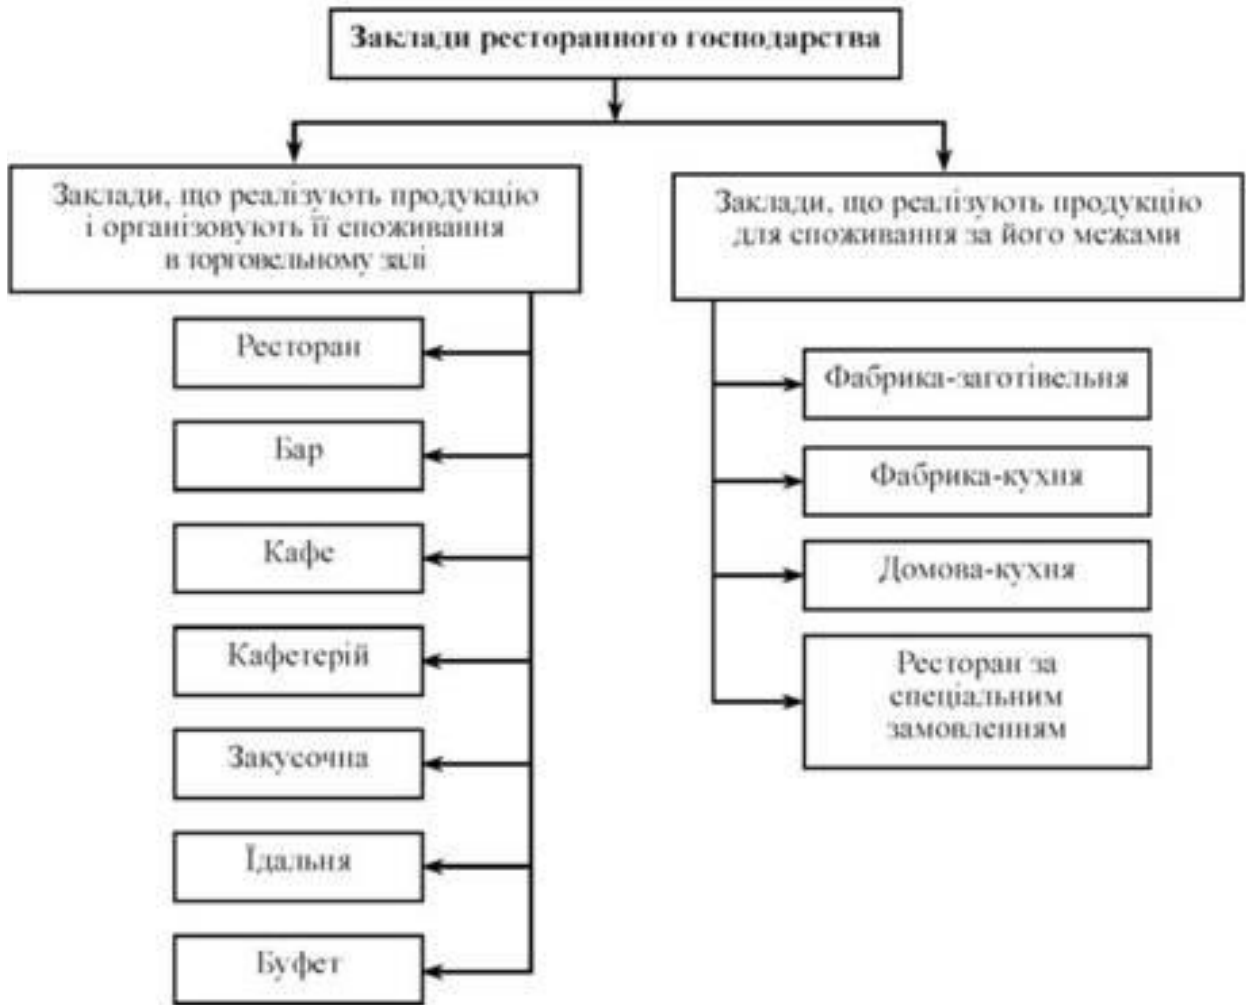 Заклади ресторанного господарства
Заклади, що реалізують продукцію
і організовують її споживання
в торговельному залі
Ресторан
Бар
Кафе
Кафетерій
Закусочна
Їдальня
Буфет
Заклади, що реалізують продукцію
для споживання за його межами
Фабрика-заготівельня
Фабрика-кухня
Домова-кухня
Ресторан за
спеціальним
замовленням